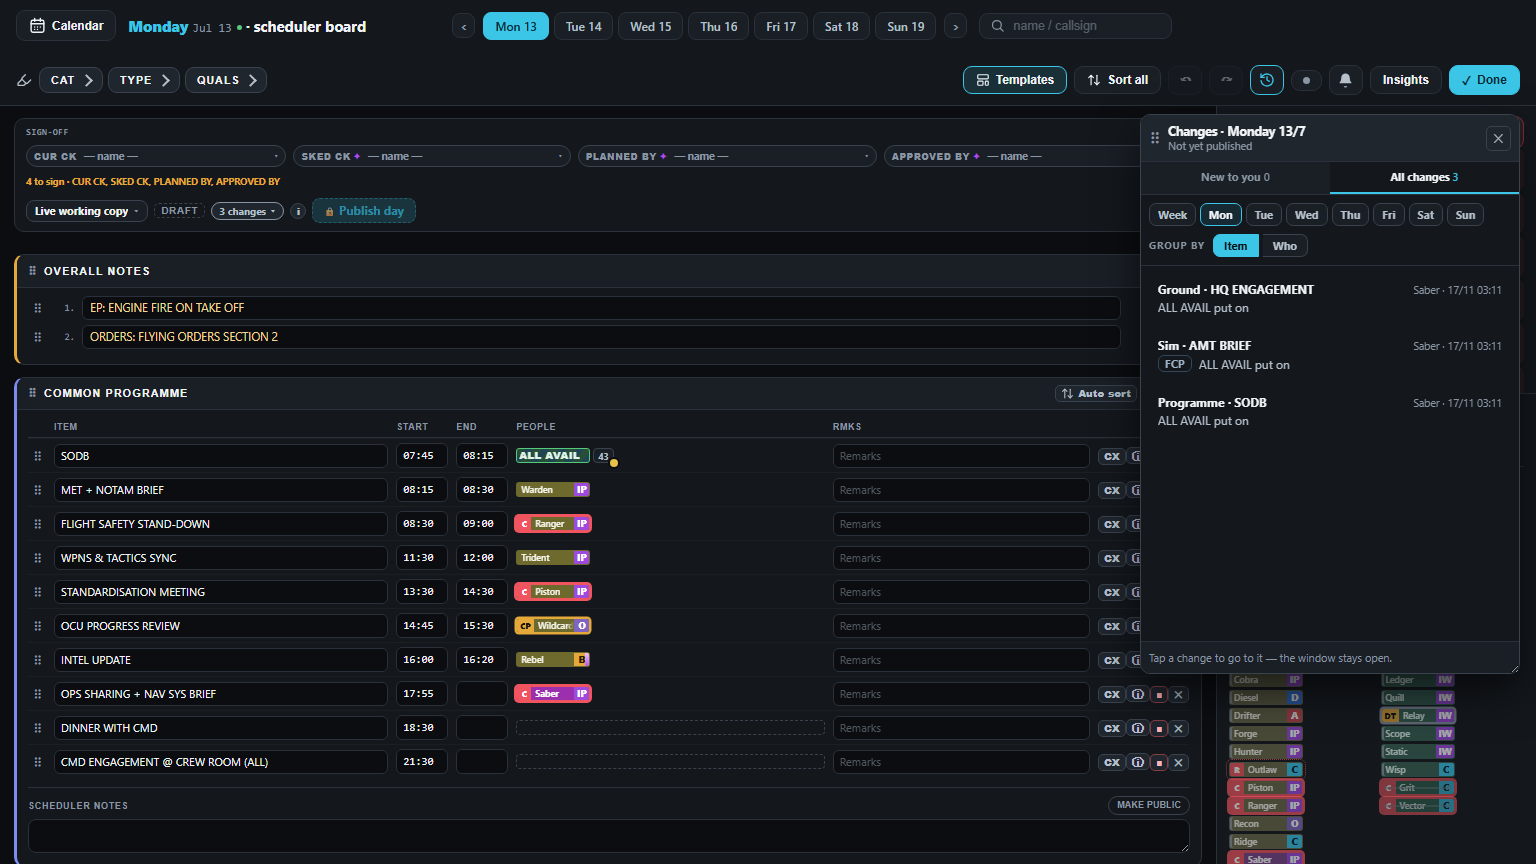 Calendar
Monday Jul 13 · scheduler board
Mon 13
Tue 14
Wed 15
Thu 16
Fri 17
Sat 18
Sun 19
name / callsign
CAT
TYPE
QUALS
Templates
Sort all
Insights
✓ Done
SIGN-OFF
CUR CK — name —
SKED CK ✦ — name —
PLANNED BY ✦ — name —
APPROVED BY ✦ — name —
4 to sign · CUR CK, SKED CK, PLANNED BY, APPROVED BY
Live working copy
DRAFT
3 changes
i
Publish day
OVERALL NOTES
1. EP: ENGINE FIRE ON TAKE OFF
2. ORDERS: FLYING ORDERS SECTION 2
COMMON PROGRAMME
Auto sort
ITEM START END PEOPLE RMKS
SODB 07:45 08:15 ALL AVAIL 43 Remarks CX
MET + NOTAM BRIEF 08:15 08:30 Warden IP Remarks CX
FLIGHT SAFETY STAND-DOWN 08:30 09:00 C Ranger IP Remarks CX
WPNS & TACTICS SYNC 11:30 12:00 Trident IP Remarks CX
STANDARDISATION MEETING 13:30 14:30 C Piston IP Remarks CX
OCU PROGRESS REVIEW 14:45 15:30 CP Wildcard O Remarks CX
INTEL UPDATE 16:00 16:20 Rebel B Remarks CX
OPS SHARING + NAV SYS BRIEF 17:55 C Saber IP Remarks CX
DINNER WITH CMD 18:30 Remarks CX
CMD ENGAGEMENT @ CREW ROOM (ALL) 21:30 Remarks CX
SCHEDULER NOTES
MAKE PUBLIC
Changes · Monday 13/7
Not yet published
New to you 0
All changes 3
Week
Mon
Tue
Wed
Thu
Fri
Sat
Sun
GROUP BY
Item
Who
Ground · HQ ENGAGEMENT Saber · 17/11 03:11
ALL AVAIL put on
Sim · AMT BRIEF Saber · 17/11 03:11
FCP ALL AVAIL put on
Programme · SODB Saber · 17/11 03:11
ALL AVAIL put on
Tap a change to go to it — the window stays open.
Cobra IP
Diesel D
Drifter A
Forge IP
Hunter IP
R Outlaw C
C Piston IP
C Ranger IP
Recon O
Ridge C
C Saber IP
Ledger IW
Quill IW
DT Relay IW
Scope IW
Static IW
Wisp C
C Grit C
C Vector C